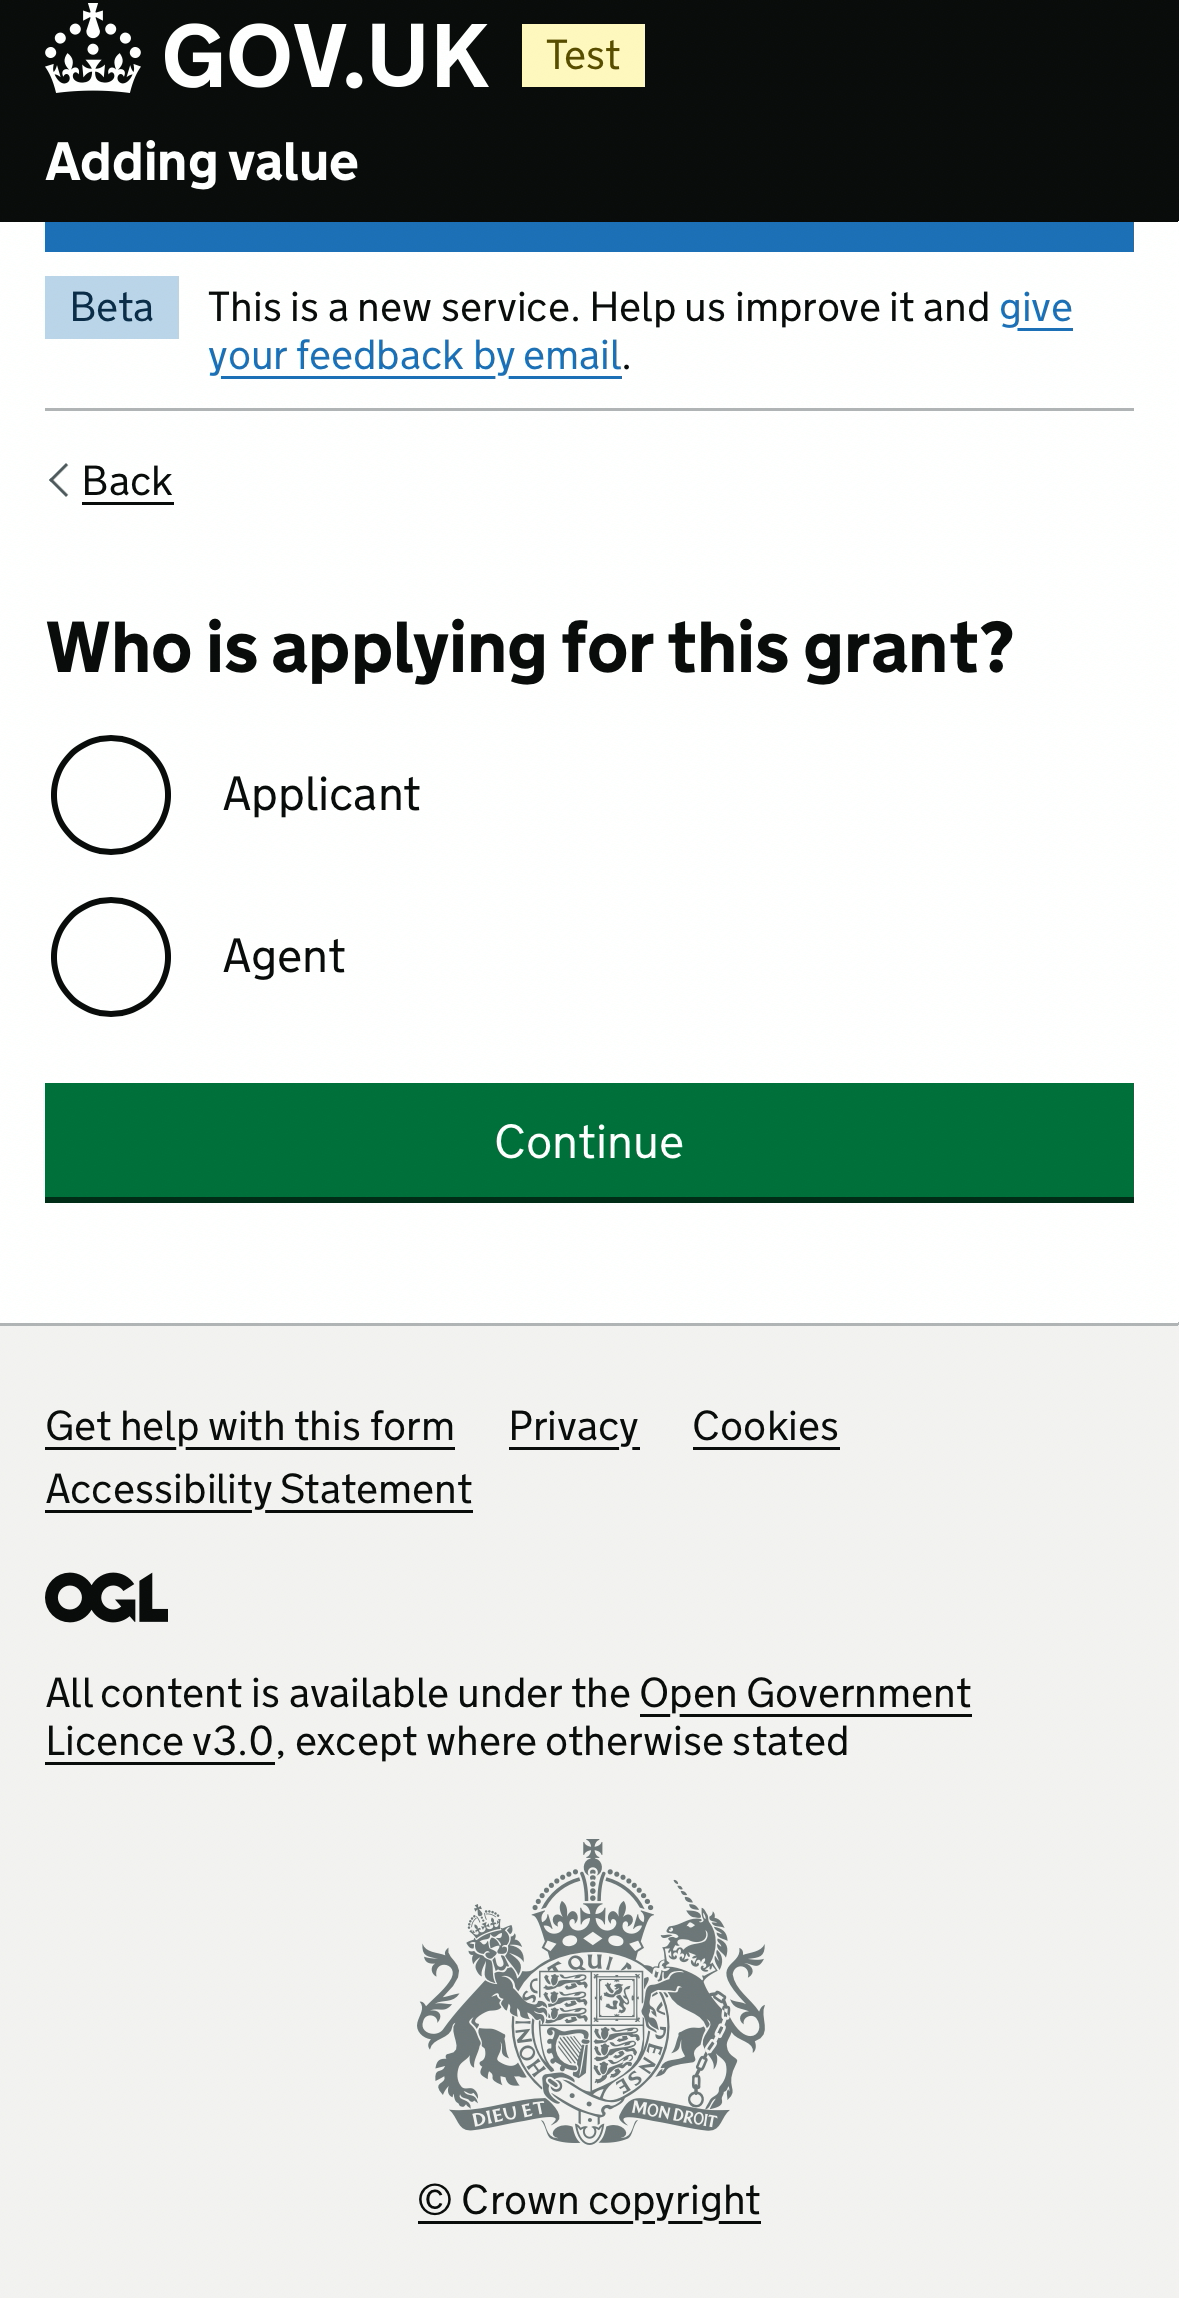 GOV.UK Test
Adding value
Beta This is a new service. Help us improve it and give
your feedback by email.
Back
Who is applying for this grant?
Applicant
Agent
Continue
Get help with this form Privacy Cookies
Accessibility Statement
OGL
All content is available under the Open Government
Licence v3.0, except where otherwise stated
DIEU ET MON DROIT
© Crown copyright